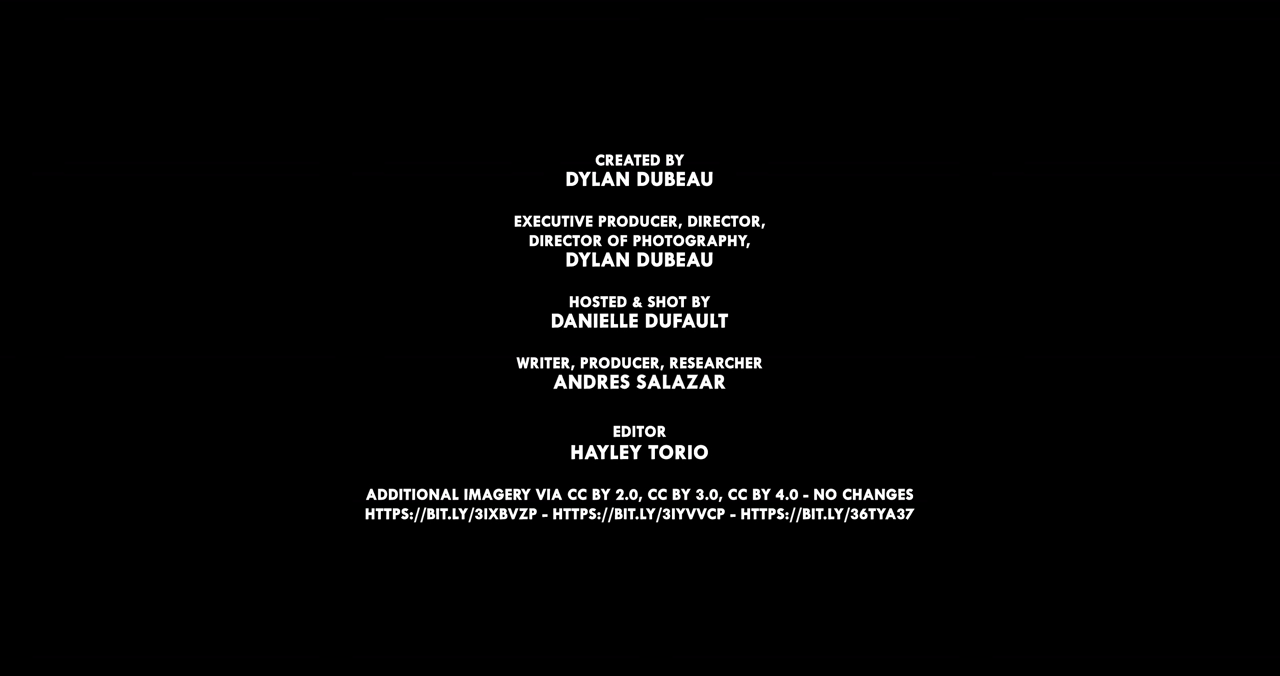 CREATED BY
DYLAN DUBEAU
EXECUTIVE PRODUCER, DIRECTOR,
DIRECTOR OF PHOTOGRAPHY,
DYLAN DUBEAU
HOSTED & SHOT BY
DANIELLE DUFAULT
WRITER, PRODUCER, RESEARCHER
ANDRES SALAZAR
EDITOR
HAYLEY TORIO
ADDITIONAL IMAGERY VIA CC BY 2.0, CC BY 3.0, CC BY 4.0 - NO CHANGES
HTTPS://BIT.LY/3IXBVZP - HTTPS://BIT.LY/3IYVVCP - HTTPS://BIT.LY/36TYA37